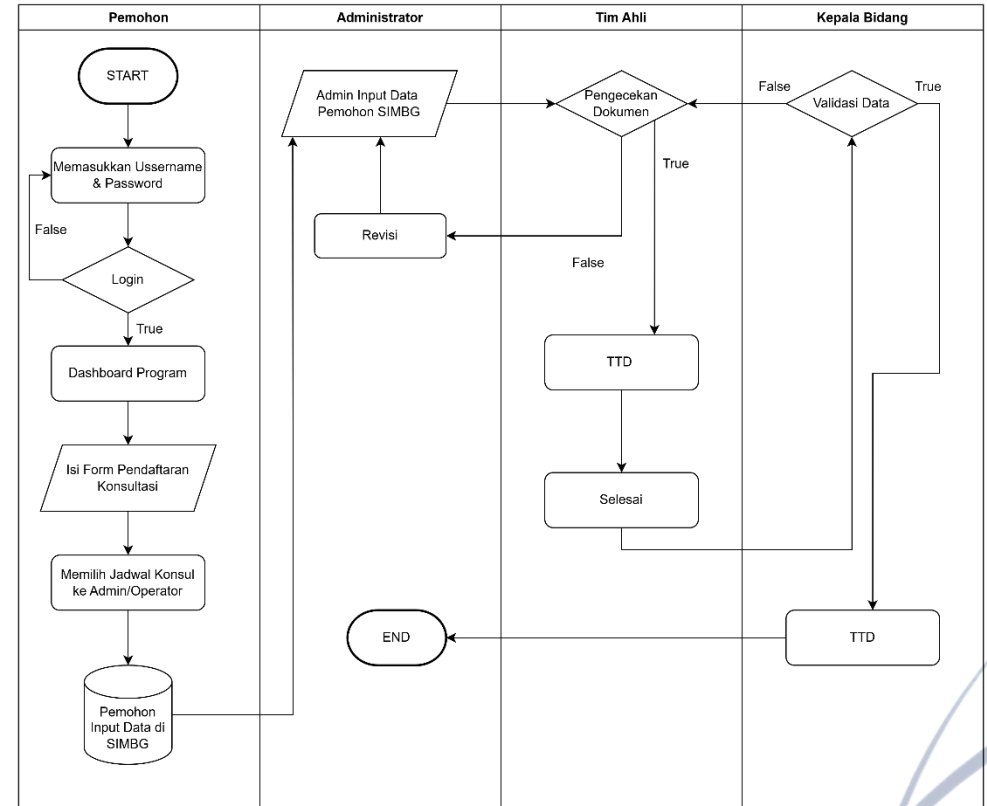 Pemohon
Administrator
Tim Ahli
Kepala Bidang
START
Memasukkan Ussername
& Password
False
Login
True
Dashboard Program
Isi Form Pendaftaran
Konsultasi
Memilih Jadwal Konsul
ke Admin/Operator
Pemohon
Input Data di
SIMBG
Admin Input Data
Pemohon SIMBG
Revisi
END
Pengecekan
Dokumen
True
False
TTD
Selesai
False
Validasi Data
True
TTD